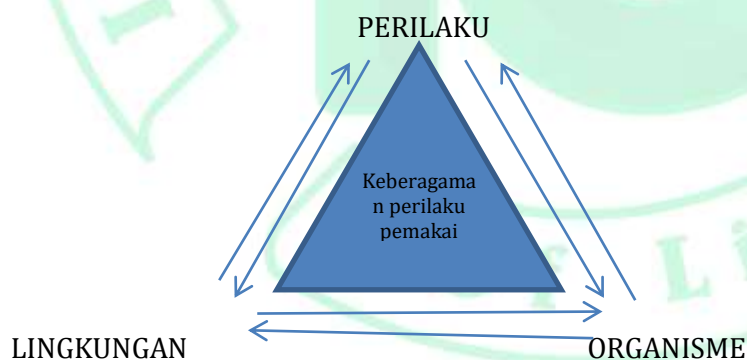 PERILAKU
Keberagama
n perilaku
pemakai
LINGKUNGAN
ORGANISME